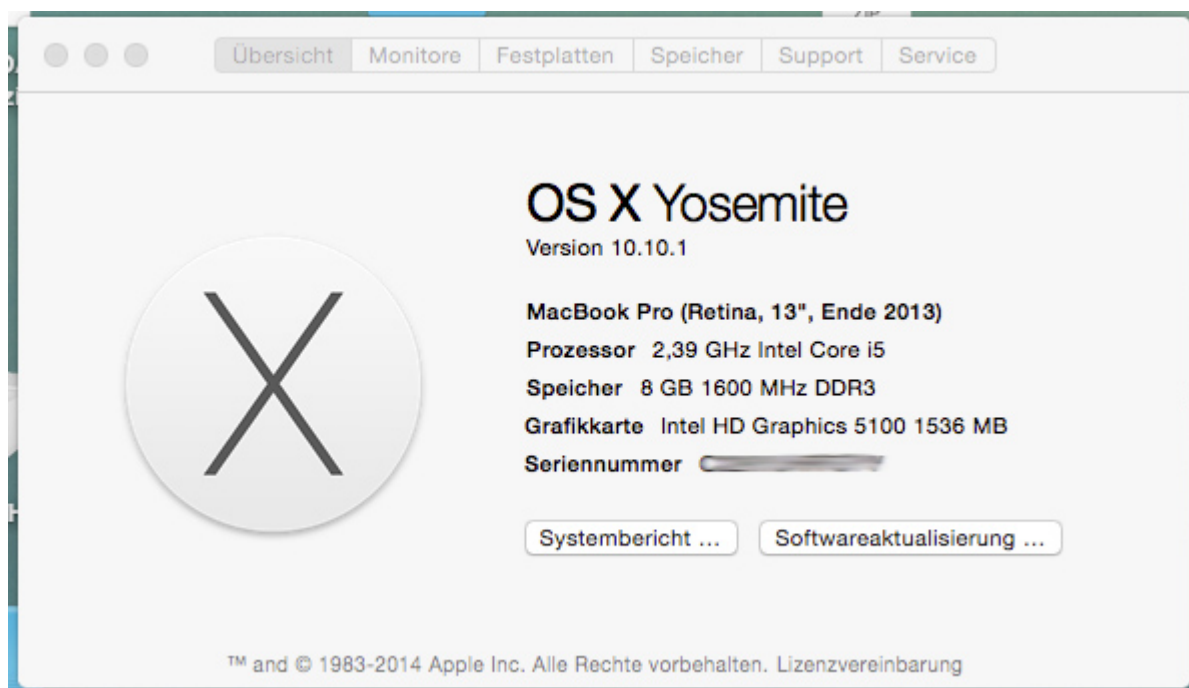 ZIP
Übersicht Monitore Festplatten Speicher Support Service
OS X Yosemite
Version 10.10.1
MacBook Pro (Retina, 13", Ende 2013)
Prozessor 2,39 GHz Intel Core i5
Speicher 8 GB 1600 MHz DDR3
Grafikkarte Intel HD Graphics 5100 1536 MB
Seriennummer
Systembericht ...
Softwareaktualisierung ...
™ and © 1983-2014 Apple Inc. Alle Rechte vorbehalten. Lizenzvereinbarung